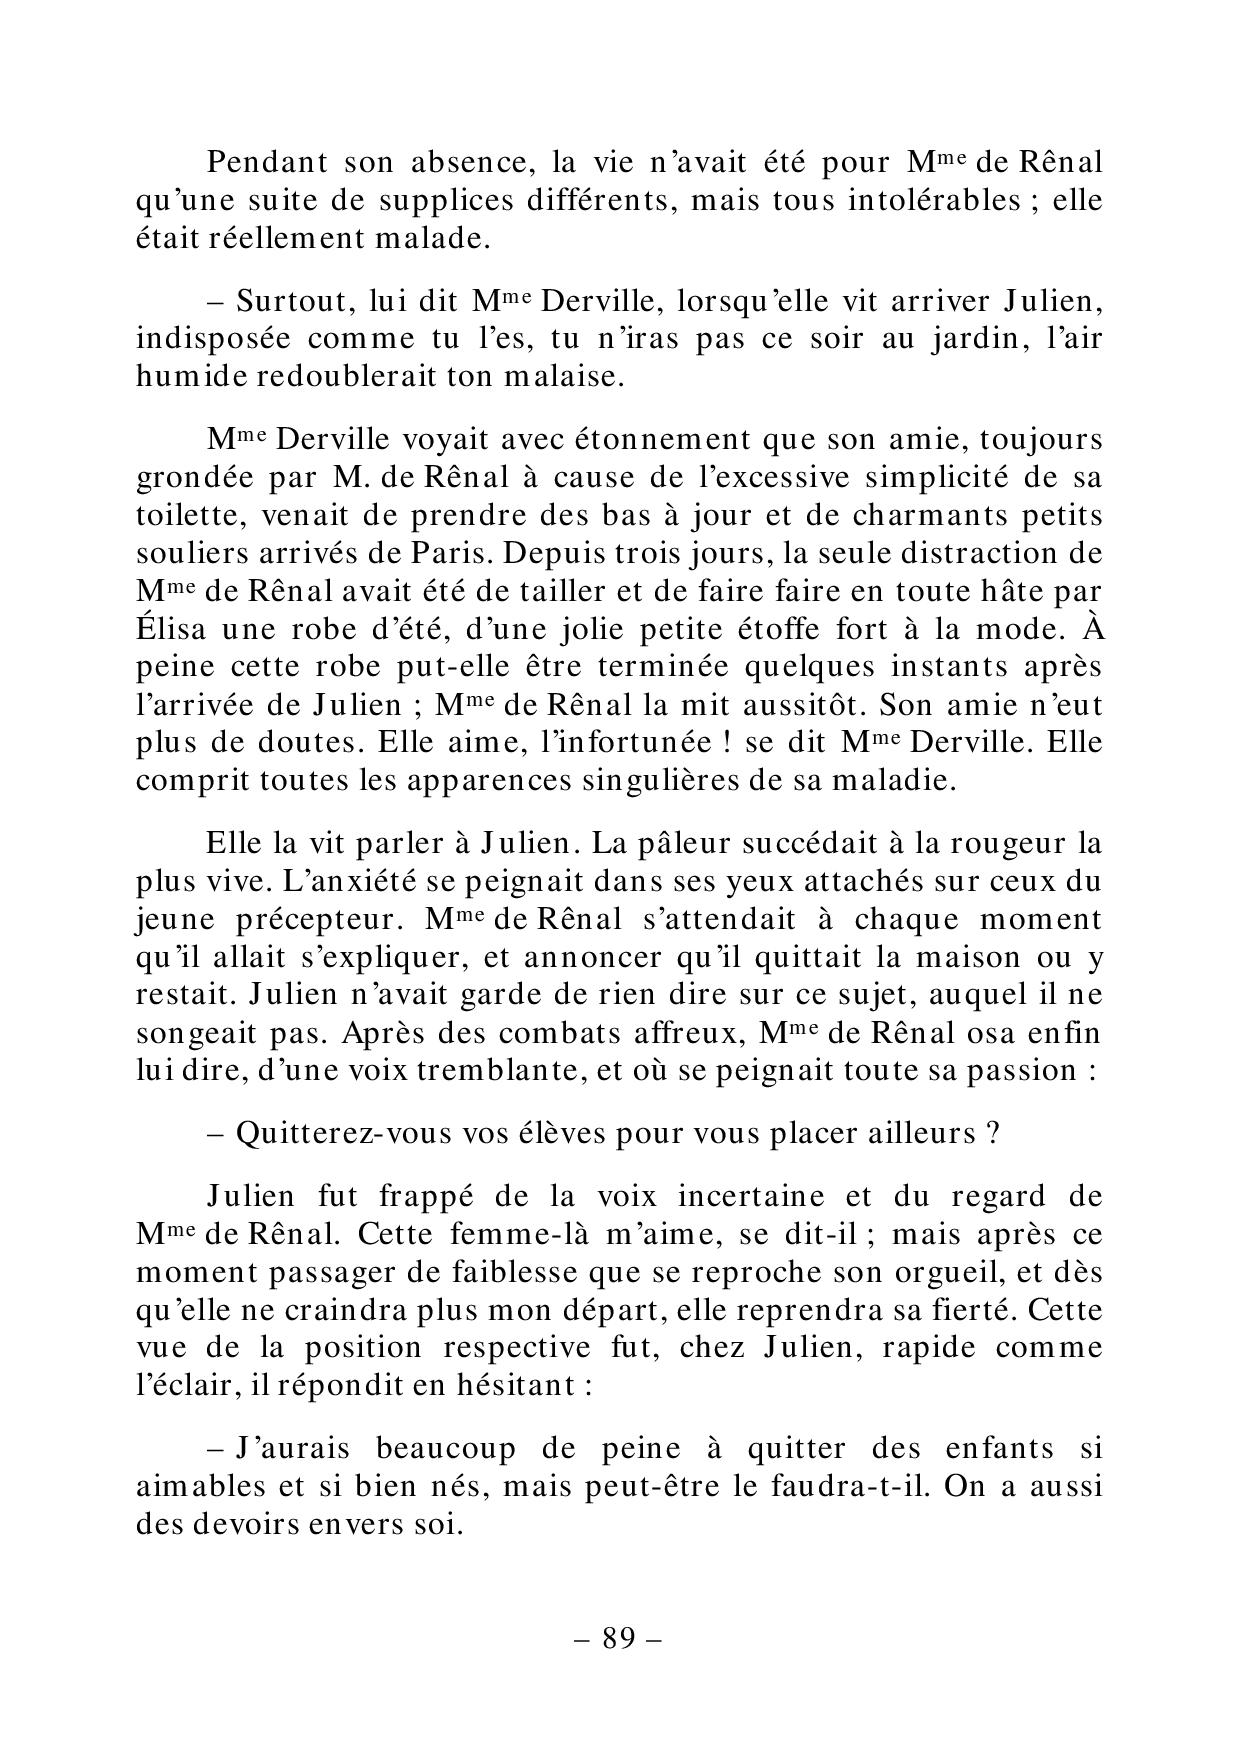 Pendant son absence, la vie n’avait été pour Mme de Rênal
qu’une suite de supplices différents, mais tous intolérables ; elle
était réellement malade.
– Surtout, lui dit Mme Derville, lorsqu’elle vit arriver Julien,
indisposée comme tu l’es, tu n’iras pas ce soir au jardin, l’air
humide redoublerait ton malaise.
Mme Derville voyait avec étonnement que son amie, toujours
grondée par M. de Rênal à cause de l’excessive simplicité de sa
toilette, venait de prendre des bas à jour et de charmants petits
souliers arrivés de Paris. Depuis trois jours, la seule distraction de
Mme de Rênal avait été de tailler et de faire faire en toute hâte par
Élisa une robe d’été, d’une jolie petite étoffe fort à la mode. À
peine cette robe put-elle être terminée quelques instants après
l’arrivée de Julien ; Mme de Rênal la mit aussitôt. Son amie n’eut
plus de doutes. Elle aime, l’infortunée ! se dit Mme Derville. Elle
comprit toutes les apparences singulières de sa maladie.
Elle la vit parler à Julien. La pâleur succédait à la rougeur la
plus vive. L’anxiété se peignait dans ses yeux attachés sur ceux du
jeune précepteur. Mme de Rênal s’attendait à chaque moment
qu’il allait s’expliquer, et annoncer qu’il quittait la maison ou y
restait. Julien n’avait garde de rien dire sur ce sujet, auquel il ne
songeait pas. Après des combats affreux, Mme de Rênal osa enfin
lui dire, d’une voix tremblante, et où se peignait toute sa passion :
– Quitterez-vous vos élèves pour vous placer ailleurs ?
Julien fut frappé de la voix incertaine et du regard de
Mme de Rênal. Cette femme-là m’aime, se dit-il ; mais après ce
moment passager de faiblesse que se reproche son orgueil, et dès
qu’elle ne craindra plus mon départ, elle reprendra sa fierté. Cette
vue de la position respective fut, chez Julien, rapide comme
l’éclair, il répondit en hésitant :
– J’aurais beaucoup de peine à quitter des enfants si
aimables et si bien nés, mais peut-être le faudra-t-il. On a aussi
des devoirs envers soi.
– 89 –